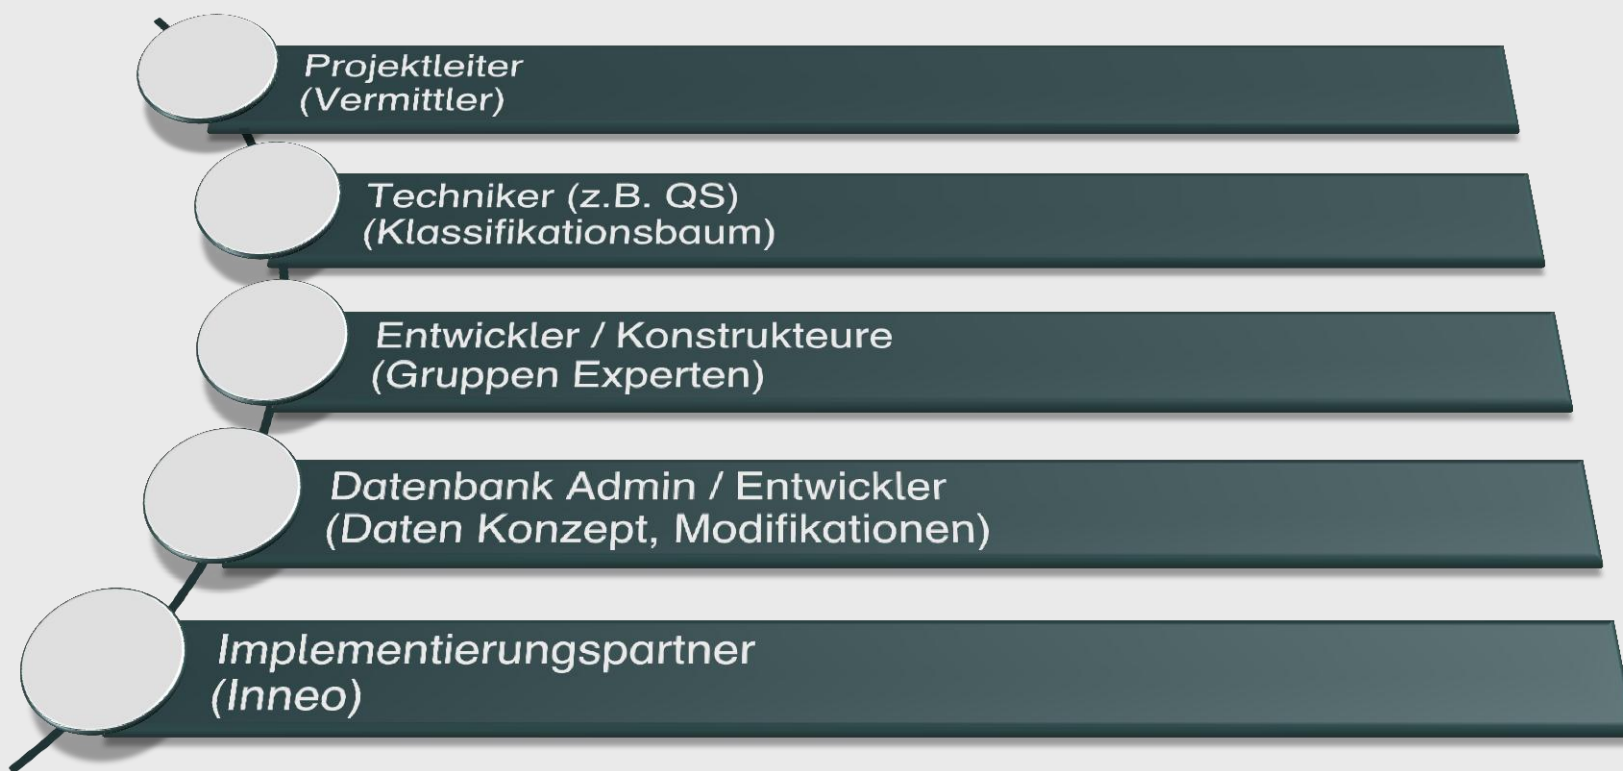 Projektleiter
(Vermittler)
Techniker (z.B. QS)
(Klassifikationsbaum)
Entwickler / Konstrukteure
(Gruppen Experten)
Datenbank Admin / Entwickler
(Daten Konzept, Modifikationen)
Implementierungspartner
(Inneo)